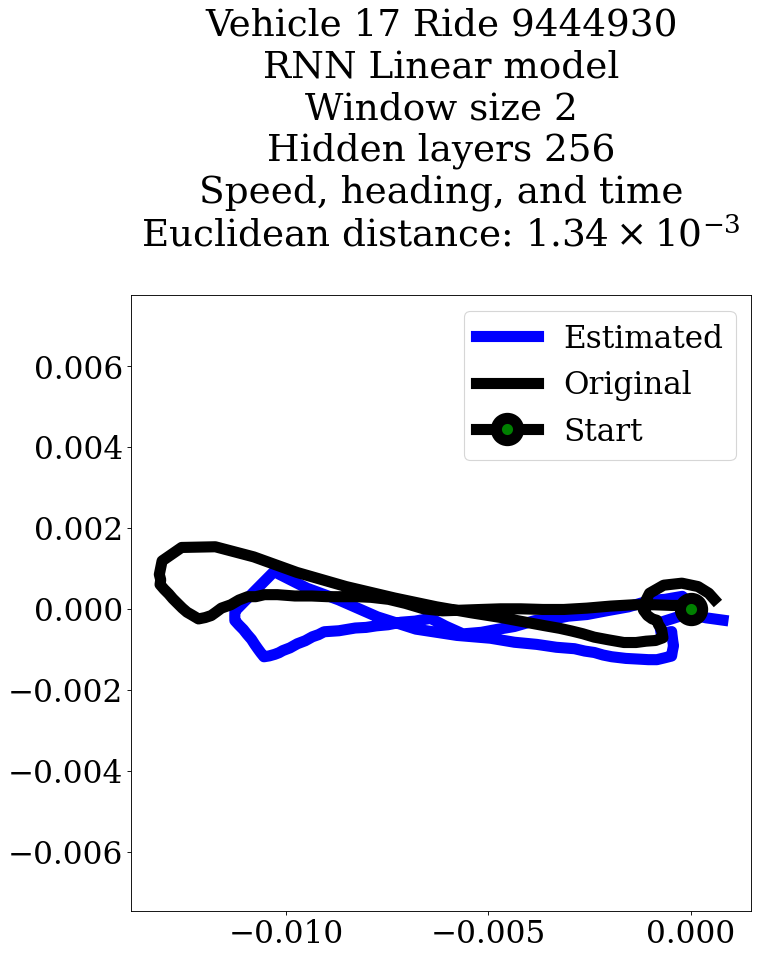 Vehicle 17 Ride 9444930
RNN Linear model
Window size 2
Hidden layers 256
Speed, heading, and time
Euclidean distance: 1.34 × 10⁻³
Estimated
Original
Start
0.006
0.004
0.002
0.000
−0.002
−0.004
−0.006
−0.010
−0.005
0.000